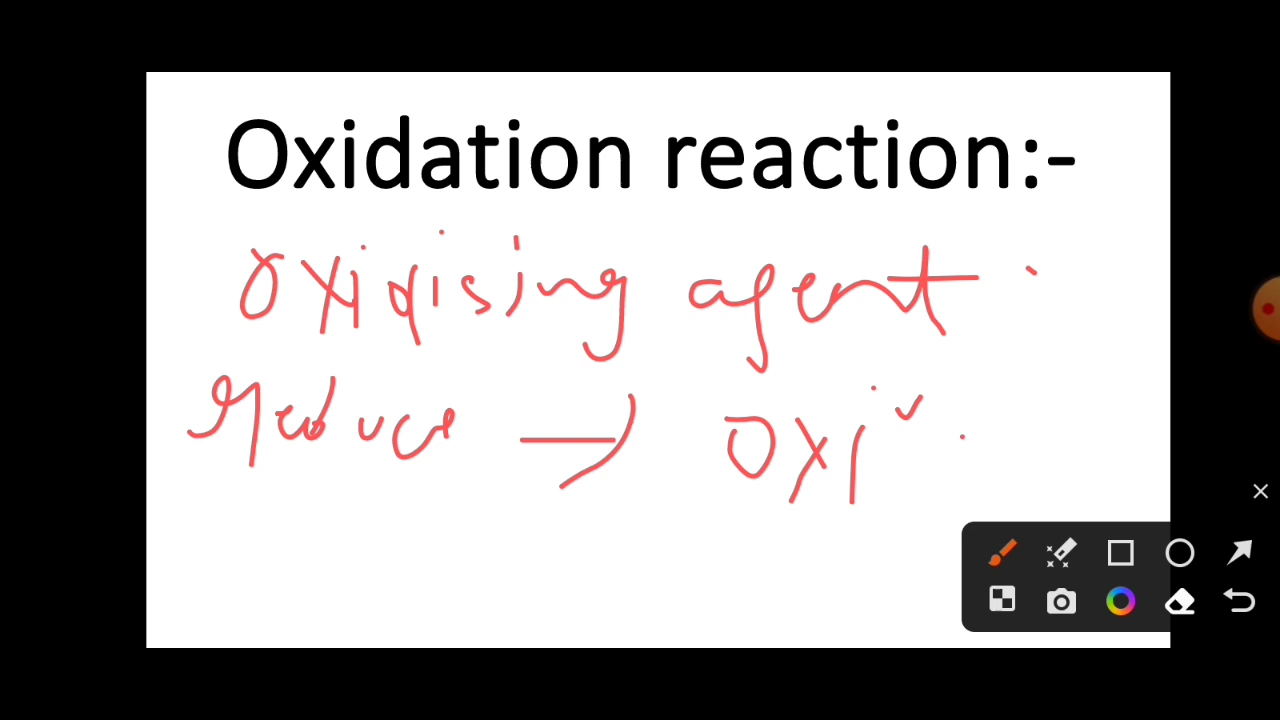 Oxidation reaction:-
Oxidising agent
reduce → oxi